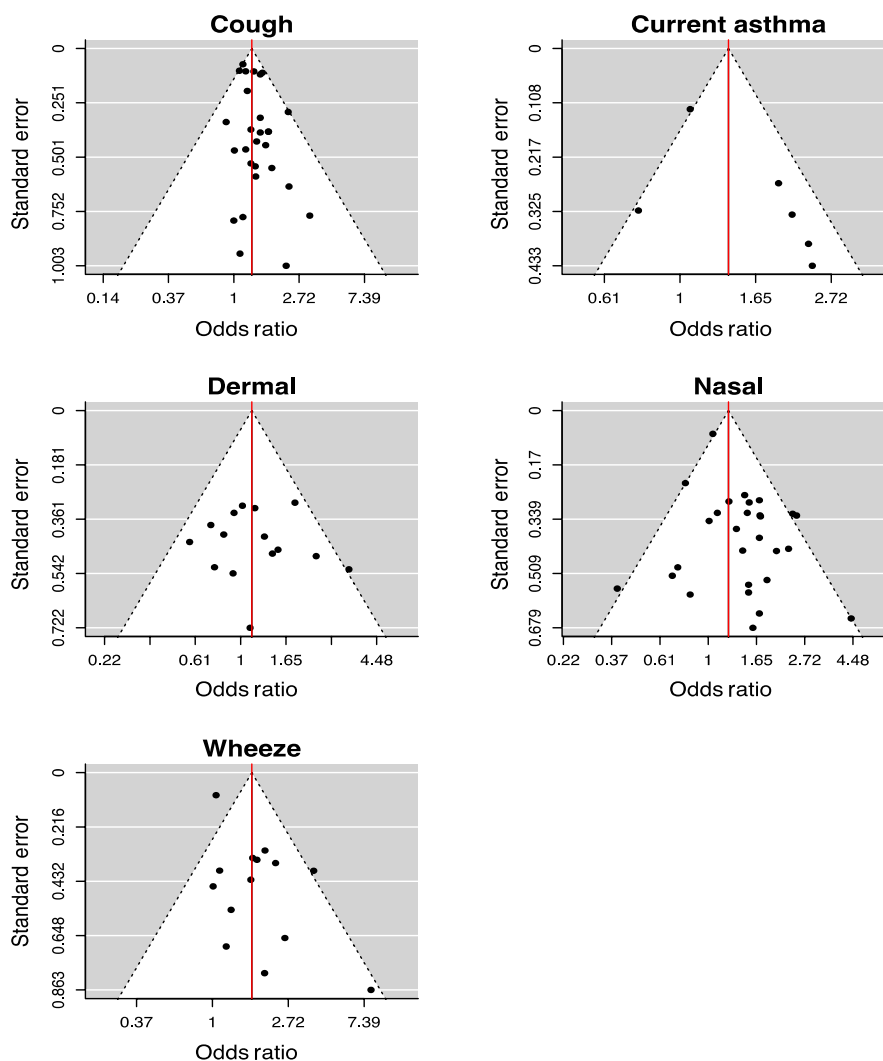 Cough
Standard error
0
0.251
0.501
0.752
1.003
0.14 0.37 1 2.72 7.39
Odds ratio
Current asthma
Standard error
0
0.108
0.217
0.325
0.433
0.61 1 1.65 2.72
Odds ratio
Dermal
Standard error
0
0.181
0.361
0.542
0.722
0.22 0.61 1 1.65 4.48
Odds ratio
Nasal
Standard error
0
0.17
0.339
0.509
0.679
0.22 0.37 0.61 1 1.65 2.72 4.48
Odds ratio
Wheeze
Standard error
0
0.216
0.432
0.648
0.863
0.37 1 2.72 7.39
Odds ratio